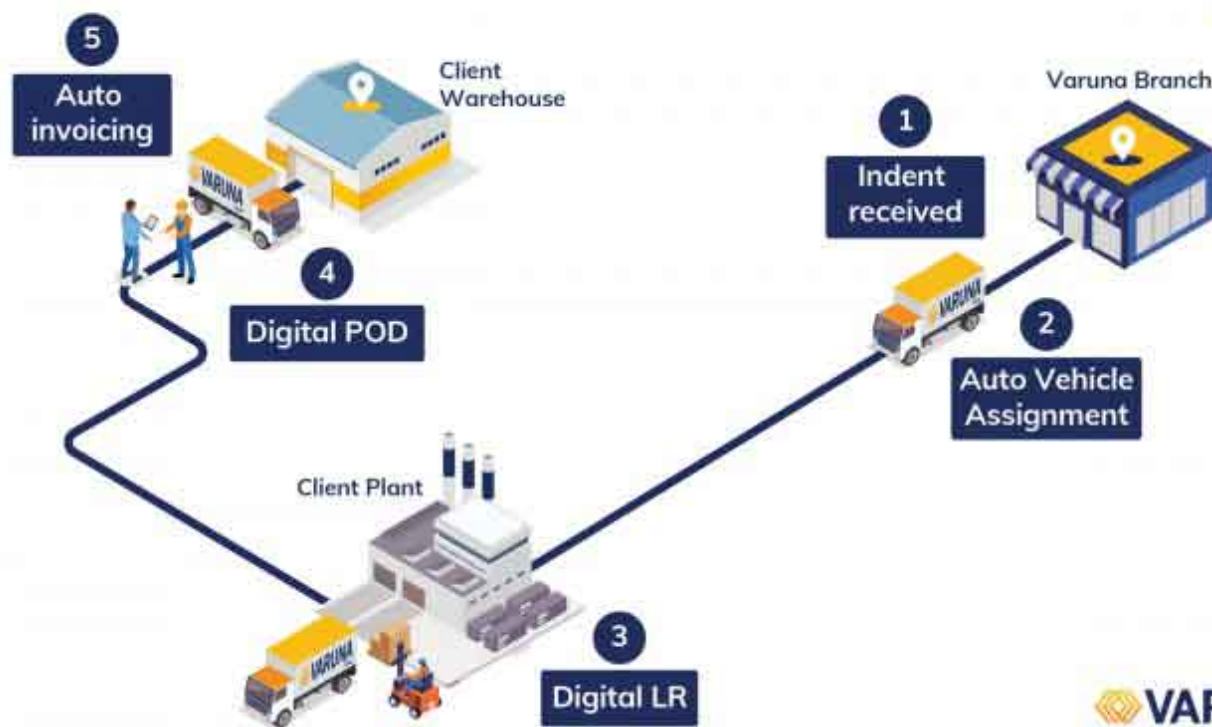 5
Auto
invoicing
Client
Warehouse
Varuna Branch
1
Indent
received
VARUNA
4
Digital POD
VARUNA
2
Auto Vehicle
Assignment
Client Plant
VARUNA
3
Digital LR
VAR